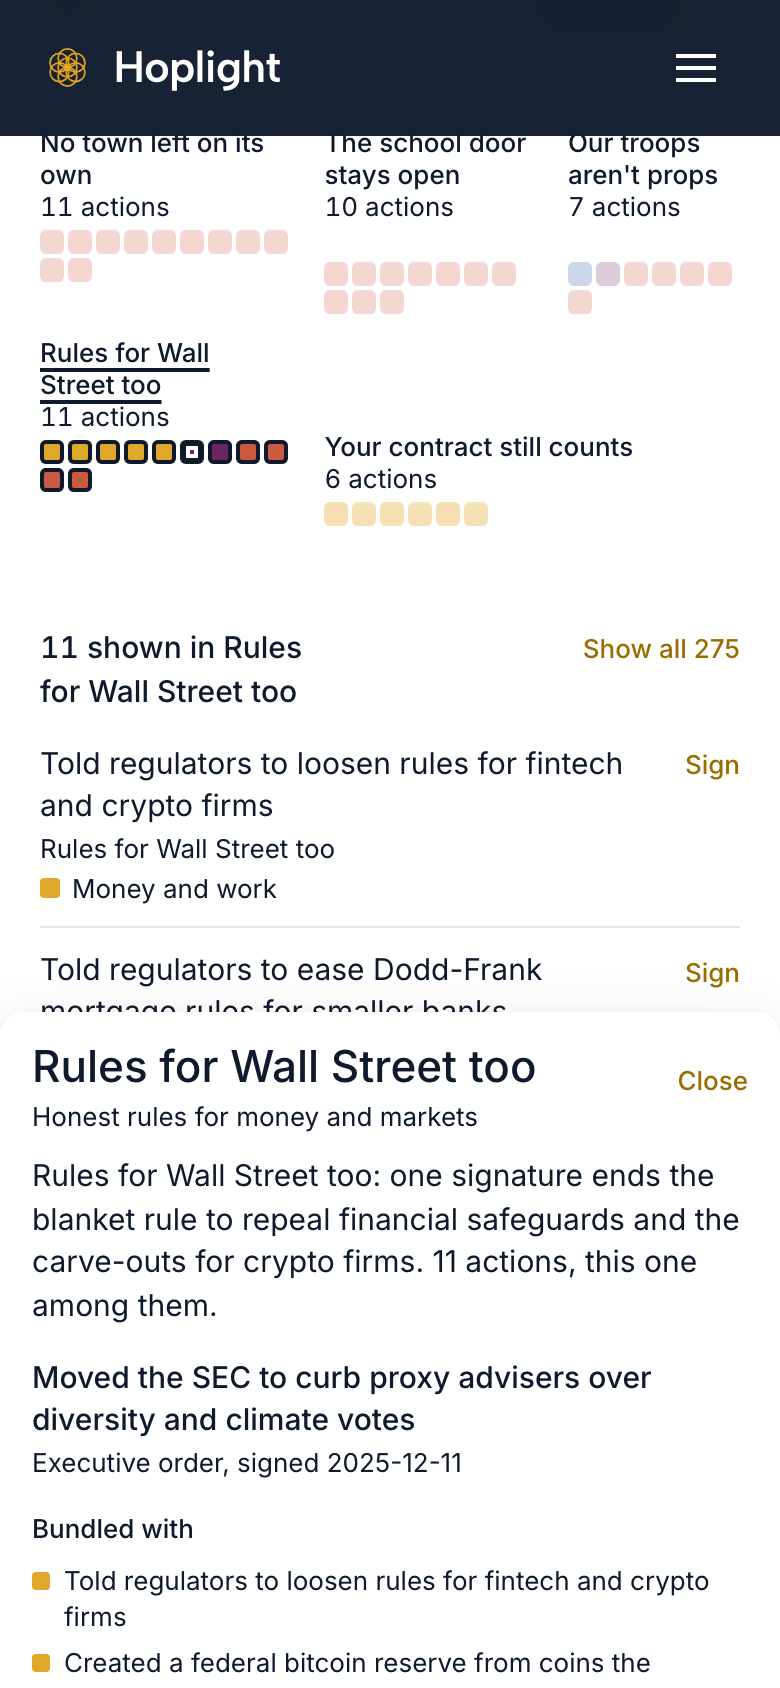 Hoplight
No town left on its
own
11 actions
The school door
stays open
10 actions
Our troops
aren't props
7 actions
Rules for Wall
Street too
11 actions
Your contract still counts
6 actions
11 shown in Rules
for Wall Street too
Show all 275
Told regulators to loosen rules for fintech
and crypto firms
Sign
Rules for Wall Street too
Money and work
Told regulators to ease Dodd-Frank
mortgage rules for smaller banks
Sign
Rules for Wall Street too
Close
Honest rules for money and markets
Rules for Wall Street too: one signature ends the
blanket rule to repeal financial safeguards and the
carve-outs for crypto firms. 11 actions, this one
among them.
Moved the SEC to curb proxy advisers over
diversity and climate votes
Executive order, signed 2025-12-11
Bundled with
Told regulators to loosen rules for fintech and crypto
firms
Created a federal bitcoin reserve from coins the